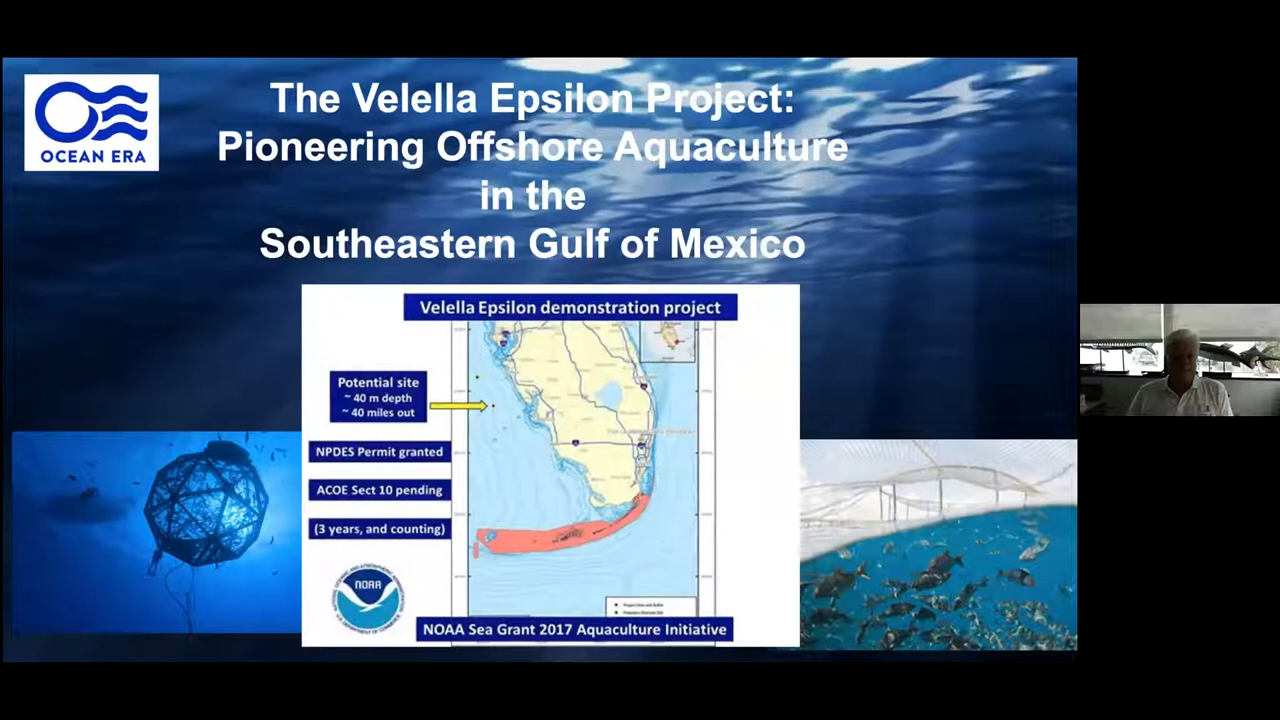 OCEAN ERA
The Velella Epsilon Project:
Pioneering Offshore Aquaculture
in the
Southeastern Gulf of Mexico
Velella Epsilon demonstration project
Potential site
~ 40 m depth
~ 40 miles out
NPDES Permit granted
ACOE Sect 10 pending
(3 years, and counting)
NOAA
NOAA Sea Grant 2017 Aquaculture Initiative